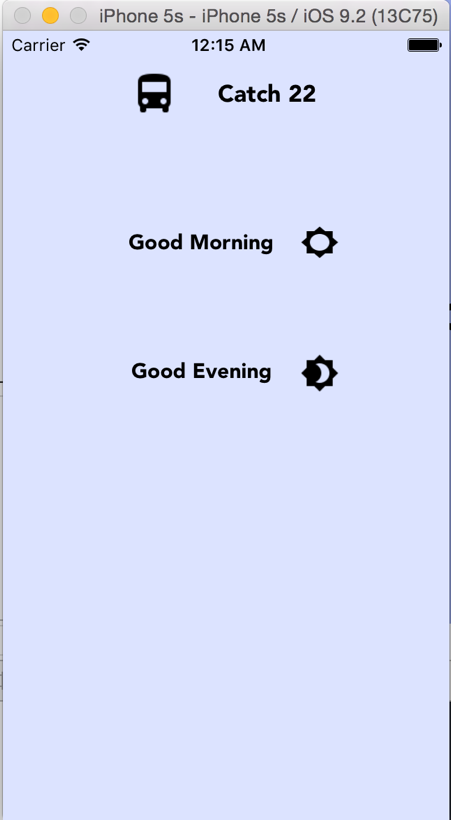 iPhone 5s - iPhone 5s / iOS 9.2 (13C75)
Carrier 12:15 AM
Catch 22
Good Morning
Good Evening